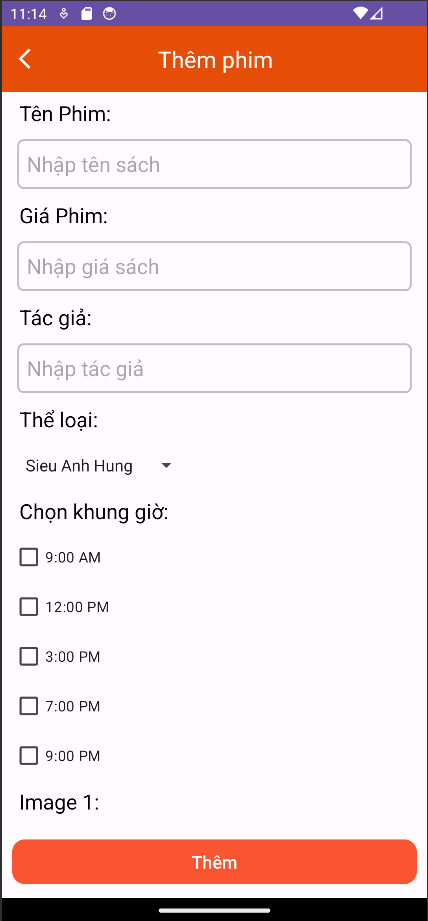 11:14
Thêm phim
Tên Phim:
Nhập tên sách
Giá Phim:
Nhập giá sách
Tác giả:
Nhập tác giả
Thể loại:
Sieu Anh Hung
Chọn khung giờ:
9:00 AM
12:00 PM
3:00 PM
7:00 PM
9:00 PM
Image 1:
Thêm